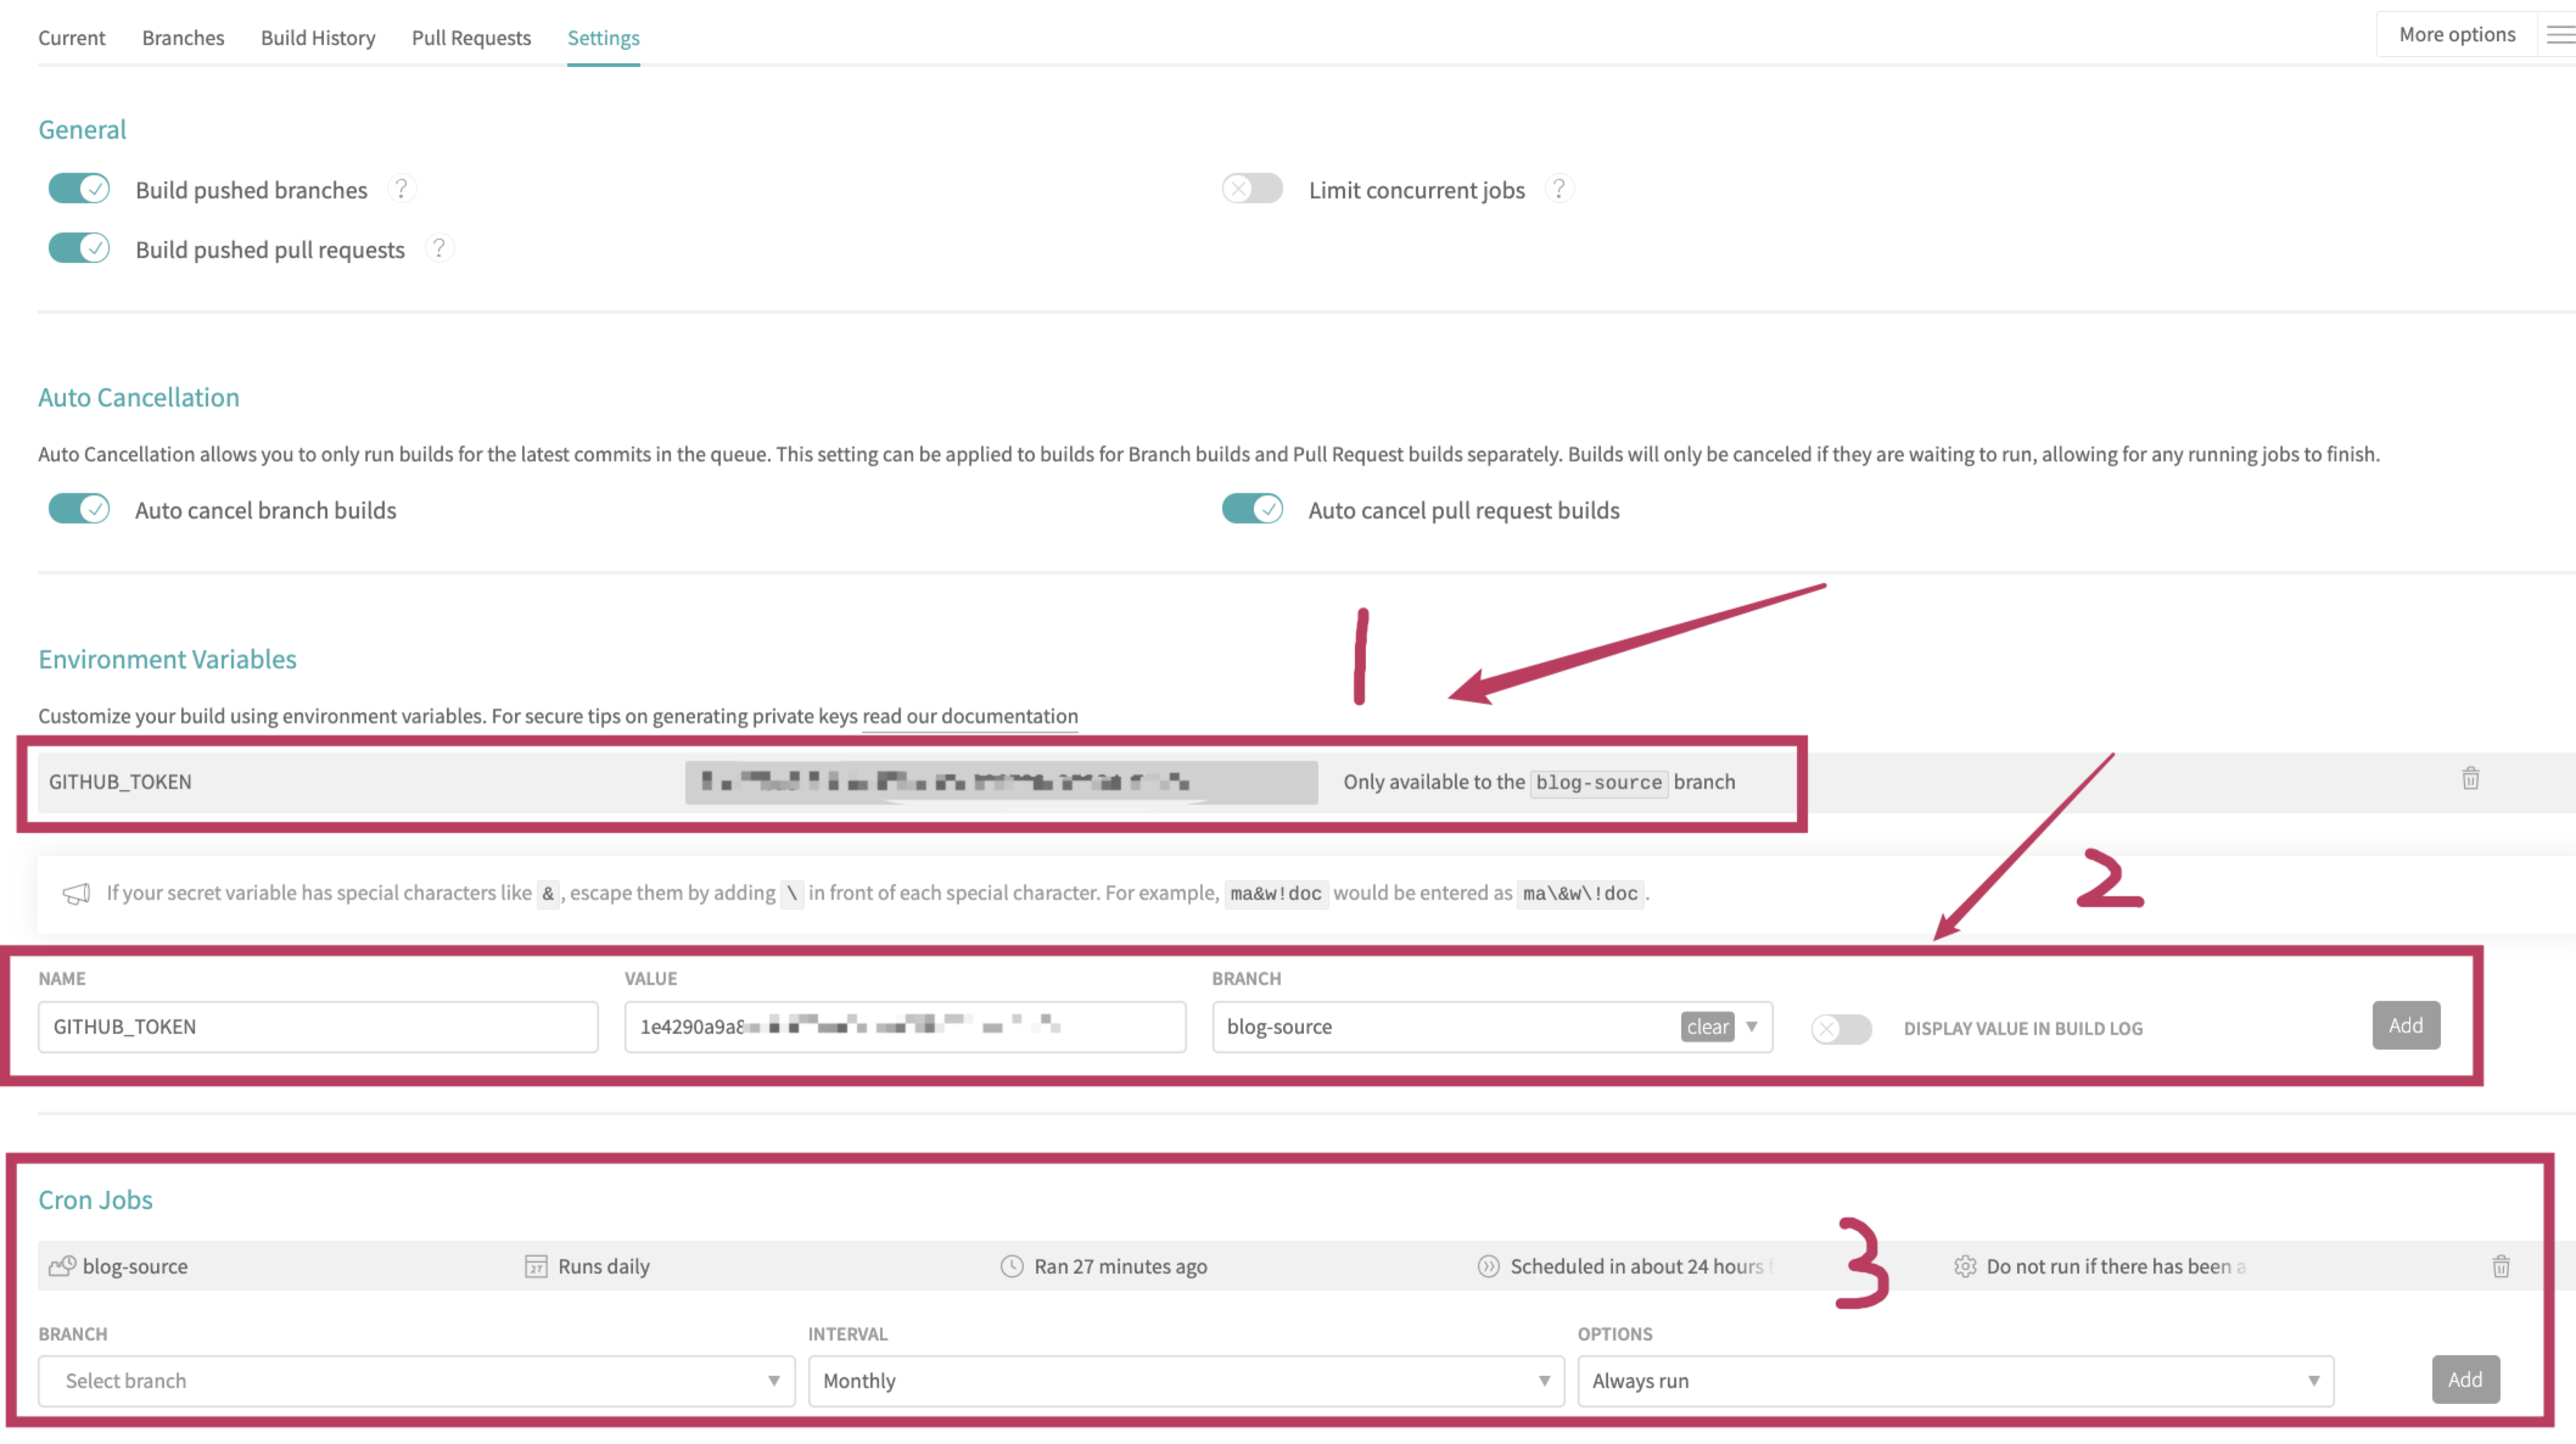 Current Branches Build History Pull Requests Settings More options
General
Build pushed branches ? Limit concurrent jobs ?
Build pushed pull requests ?
Auto Cancellation
Auto Cancellation allows you to only run builds for the latest commits in the queue. This setting can be applied to builds for Branch builds and Pull Request builds separately. Builds will only be canceled if they are waiting to run, allowing for any running jobs to finish.
Auto cancel branch builds Auto cancel pull request builds
1
Environment Variables
Customize your build using environment variables. For secure tips on generating private keys read our documentation
GITHUB_TOKEN Only available to the blog-source branch
2
If your secret variable has special characters like & , escape them by adding \ in front of each special character. For example, ma&w!doc would be entered as ma\&w\!doc .
NAME VALUE BRANCH
GITHUB_TOKEN 1e4290a9a8 blog-source clear DISPLAY VALUE IN BUILD LOG Add
Cron Jobs
blog-source 27 Runs daily Ran 27 minutes ago Scheduled in about 24 hours 3 Do not run if there has been a
BRANCH INTERVAL OPTIONS
Select branch Monthly Always run Add